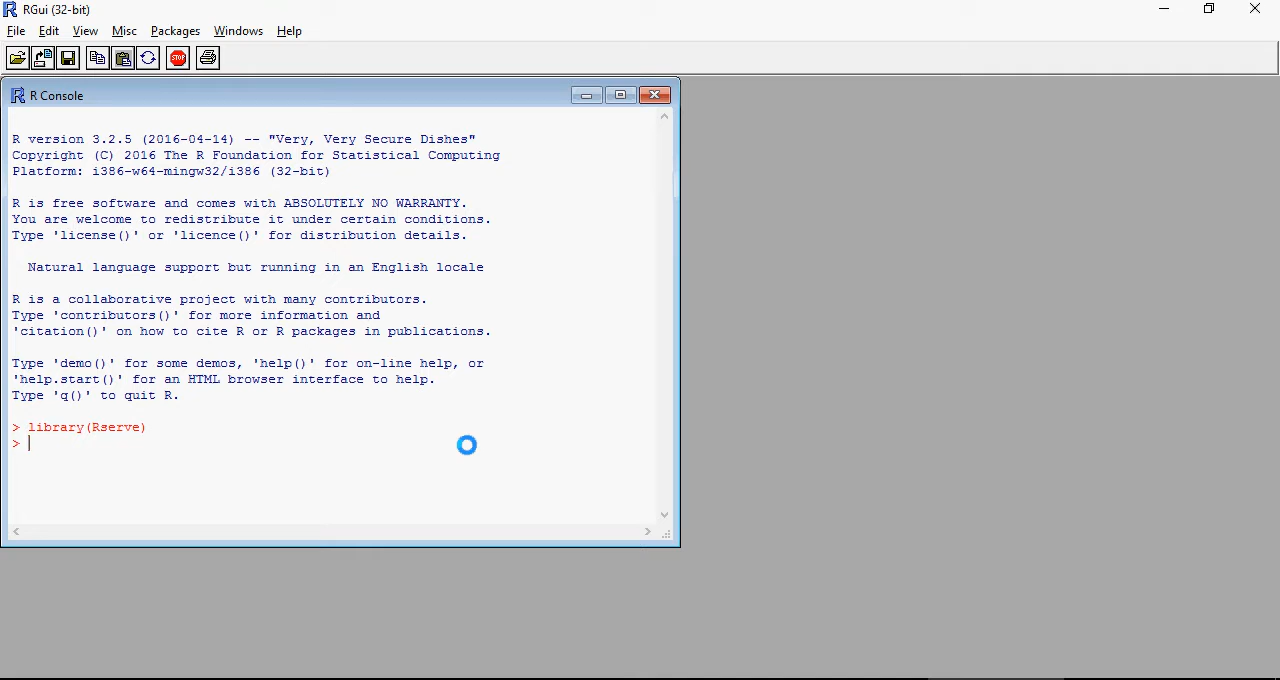 RGui (32-bit)
File Edit View Misc Packages Windows Help
STOP
R Console
R version 3.2.5 (2016-04-14) -- "Very, Very Secure Dishes"
Copyright (C) 2016 The R Foundation for Statistical Computing
Platform: i386-w64-mingw32/i386 (32-bit)
R is free software and comes with ABSOLUTELY NO WARRANTY.
You are welcome to redistribute it under certain conditions.
Type 'license()' or 'licence()' for distribution details.
Natural language support but running in an English locale
R is a collaborative project with many contributors.
Type 'contributors()' for more information and
'citation()' on how to cite R or R packages in publications.
Type 'demo()' for some demos, 'help()' for on-line help, or
'help.start()' for an HTML browser interface to help.
Type 'q()' to quit R.
> library(Rserve)
>